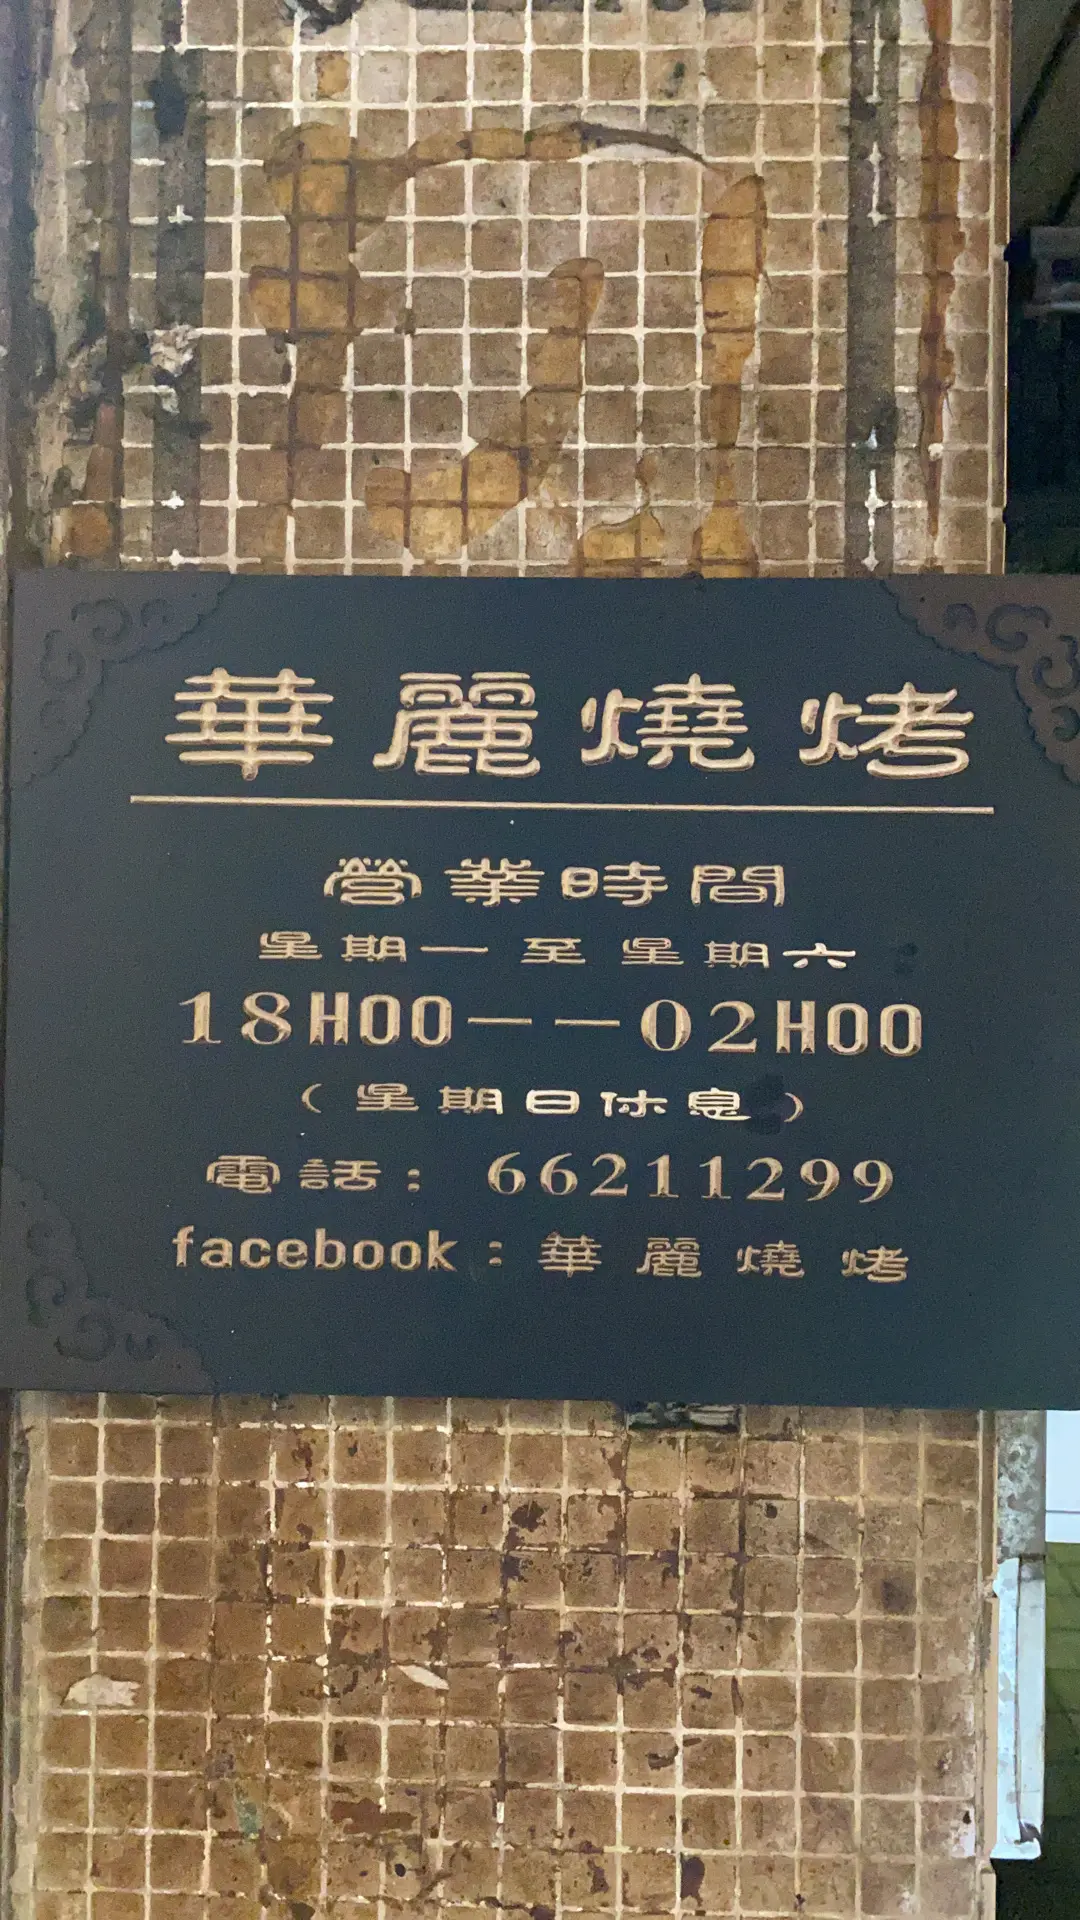 華麗燒烤
營業時間
星期一至星期六
18H00——02H00
（星期日休息）
電話：66211299
facebook：華麗燒烤